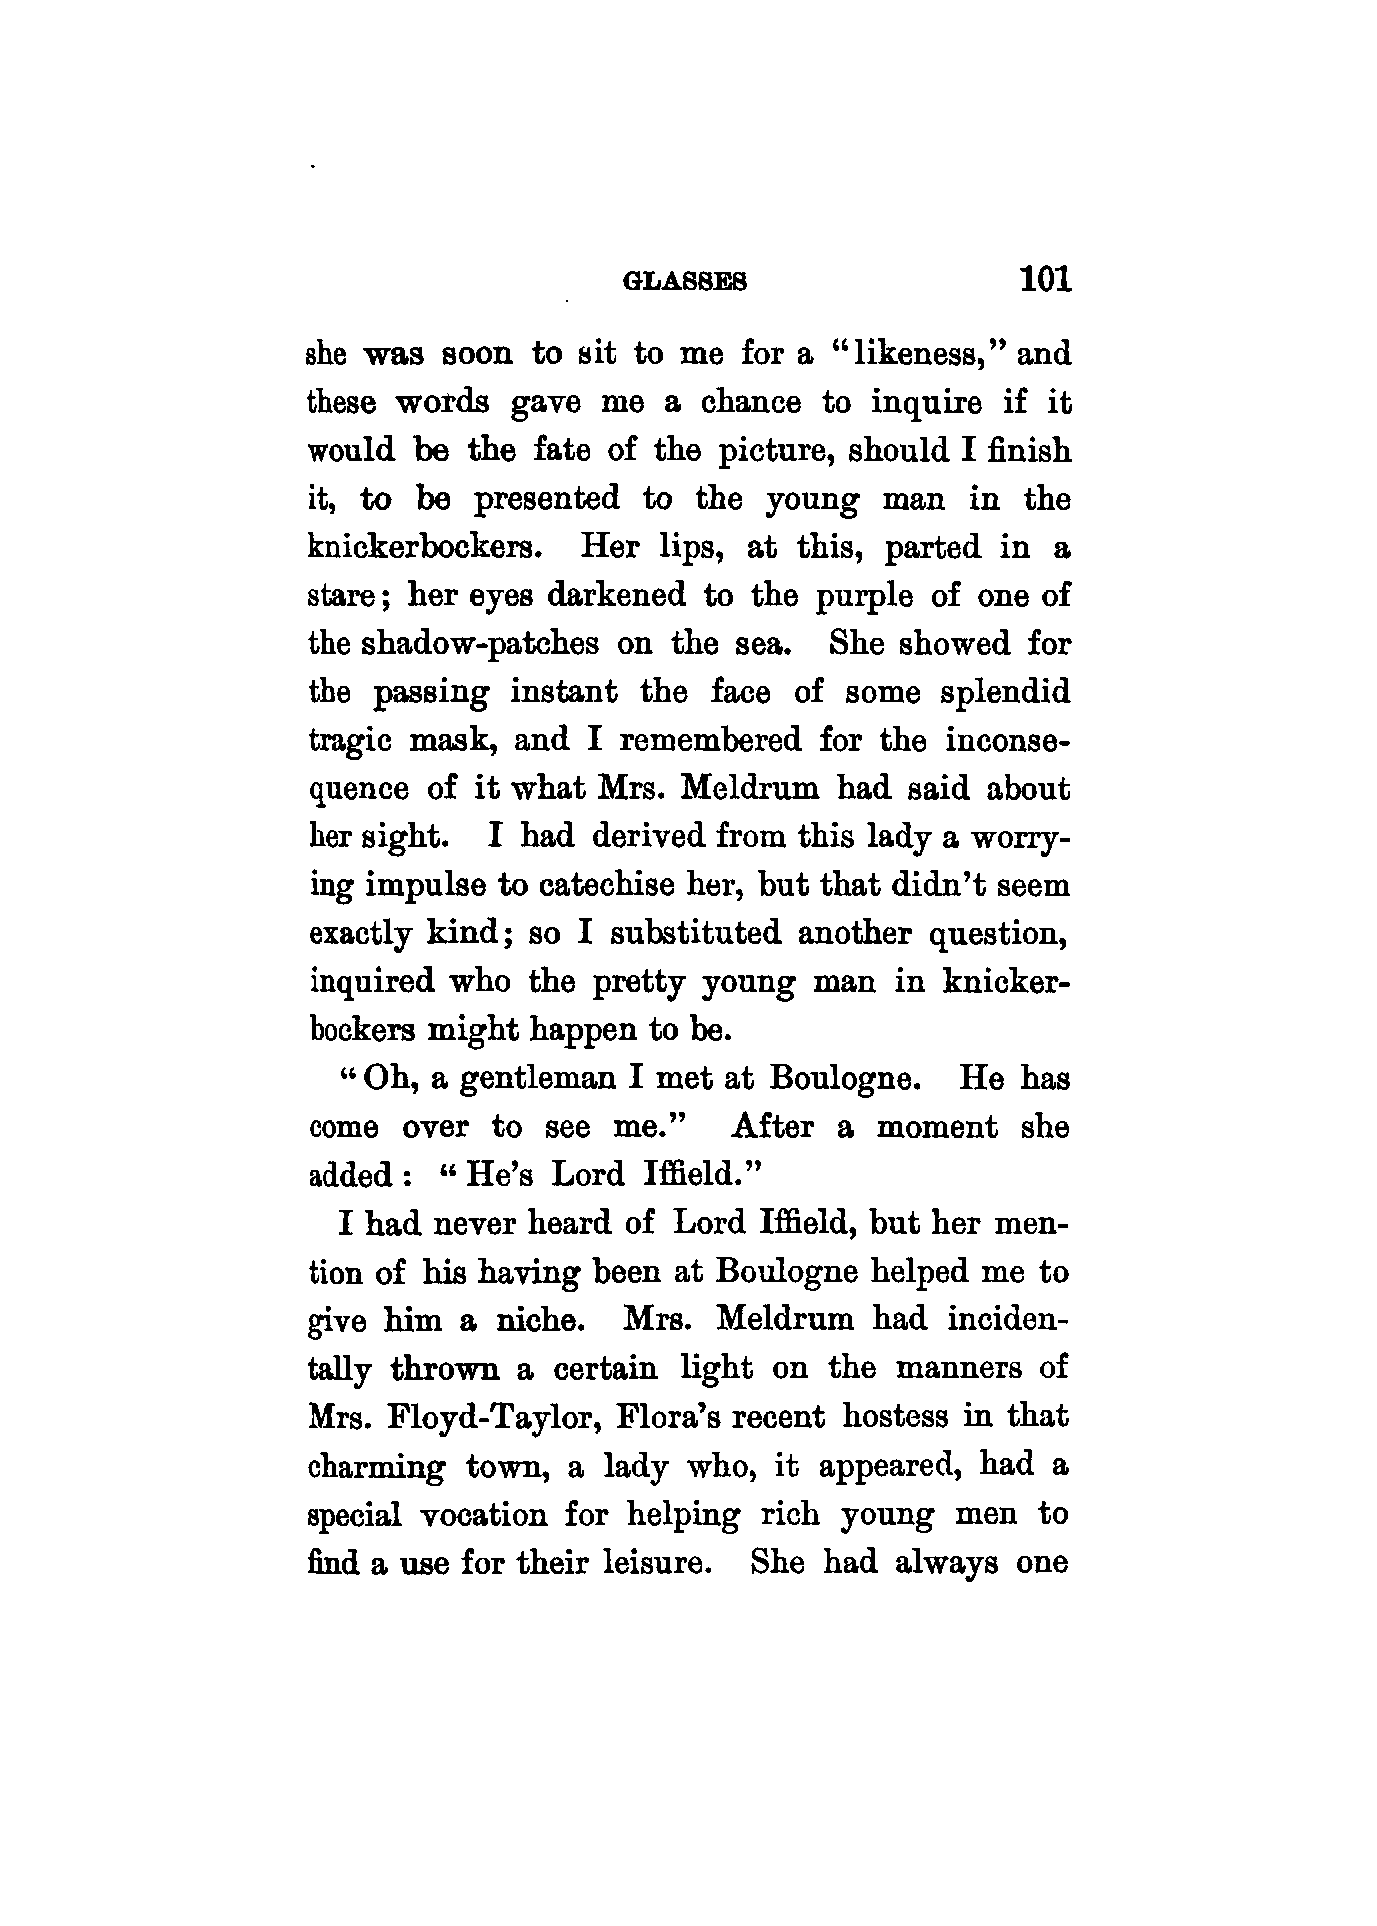 GLASSES 101
she was soon to sit to me for a “likeness,” and
these words gave me a chance to inquire if it
would be the fate of the picture, should I finish
it, to be presented to the young man in the
knickerbockers. Her lips, at this, parted in a
stare; her eyes darkened to the purple of one of
the shadow-patches on the sea. She showed for
the passing instant the face of some splendid
tragic mask, and I remembered for the inconse-
quence of it what Mrs. Meldrum had said about
her sight. I had derived from this lady a worry-
ing impulse to catechise her, but that didn’t seem
exactly kind; so I substituted another question,
inquired who the pretty young man in knicker-
bockers might happen to be.
“Oh, a gentleman I met at Boulogne. He has
come over to see me.” After a moment she
added: “He’s Lord Iffield.”
I had never heard of Lord Iffield, but her men-
tion of his having been at Boulogne helped me to
give him a niche. Mrs. Meldrum had inciden-
tally thrown a certain light on the manners of
Mrs. Floyd-Taylor, Flora’s recent hostess in that
charming town, a lady who, it appeared, had a
special vocation for helping rich young men to
find a use for their leisure. She had always one